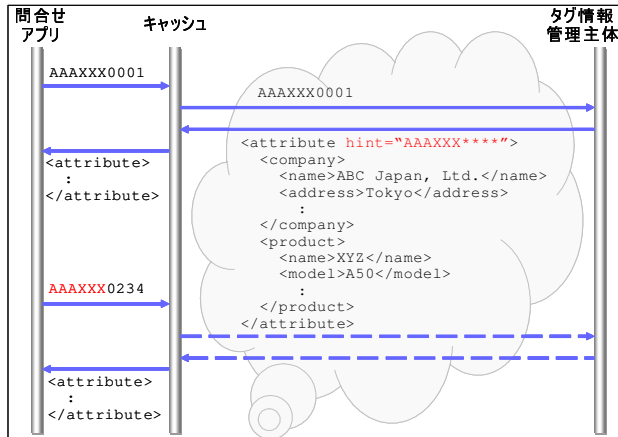 問合せ
アプリ
キャッシュ
タグ情報
管理主体
AAAXXX0001
AAAXXX0001
<attribute hint=“AAAXXX****”>
<company>
<name>ABC Japan, Ltd.</name>
<address>Tokyo</address>
:
</company>
<product>
<name>XYZ</name>
<model>A50</model>
:
</product>
</attribute>
<attribute>
:
</attribute>
AAAXXX0234
<attribute>
:
</attribute>